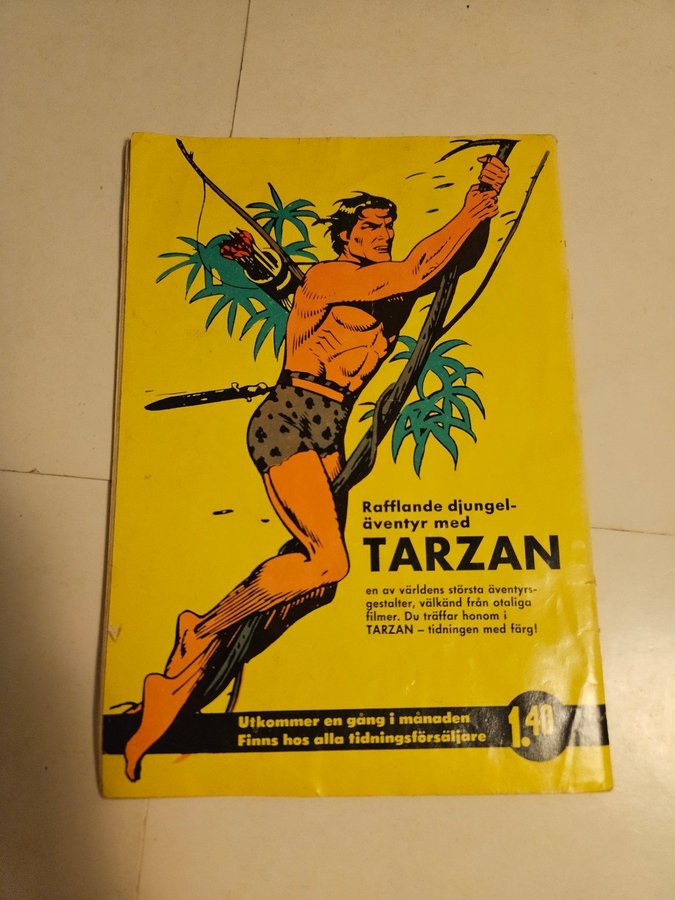 Rafflande djungel-
äventyr med
TARZAN
en av världens största äventyrs-
gestalter, välkänd från otaliga
filmer. Du träffar honom i
TARZAN – tidningen med färg!
Utkommer en gång i månaden
Finns hos alla tidningsförsäljare
1.40